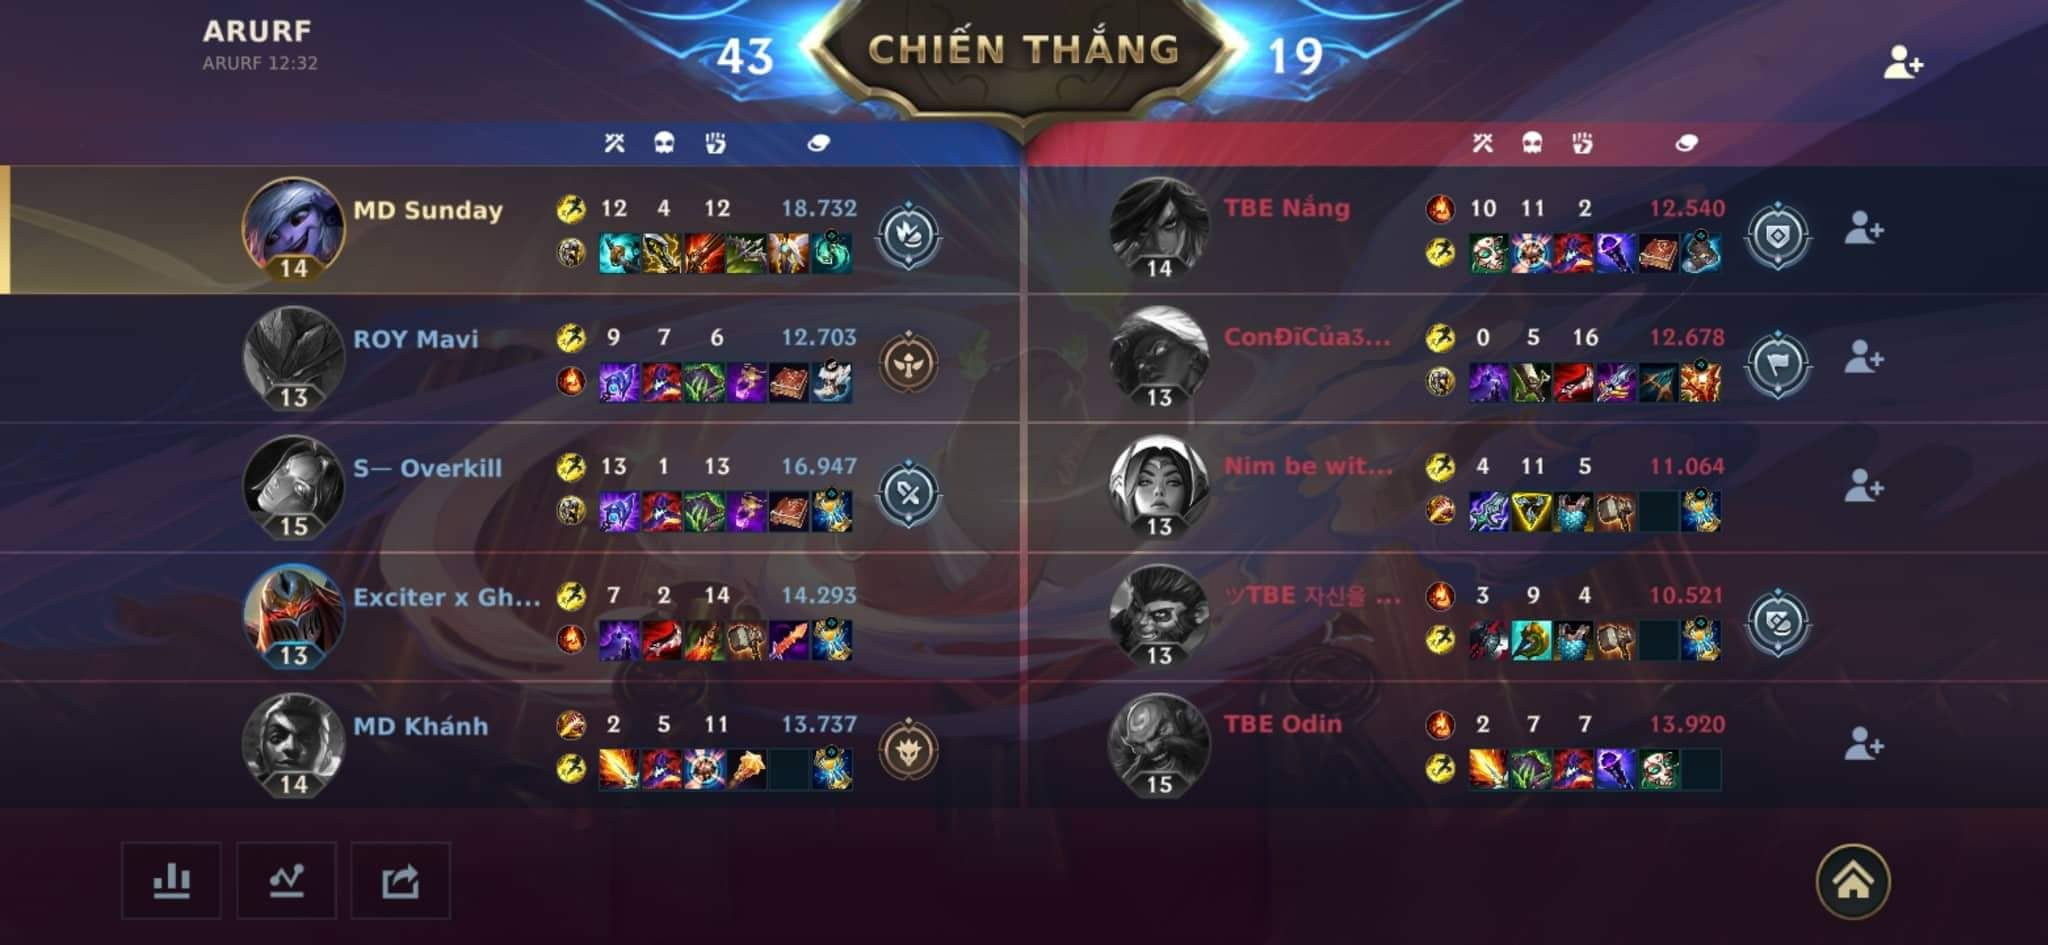 ARURF
ARURF 12:32
43 CHIẾN THẮNG 19
MD Sunday 12 4 12 18.732
14
TBE Nắng 10 11 2 12.540
14
ROY Mavi 9 7 6 12.703
13
ConĐĩCủa3... 0 5 16 12.678
13
S— Overkill 13 1 13 16.947
15
Nim be wit... 4 11 5 11.064
13
Exciter x Gh... 7 2 14 14.293
13
ツTBE 자신을 ... 3 9 4 10.521
13
MD Khánh 2 5 11 13.737
14
TBE Odin 2 7 7 13.920
15